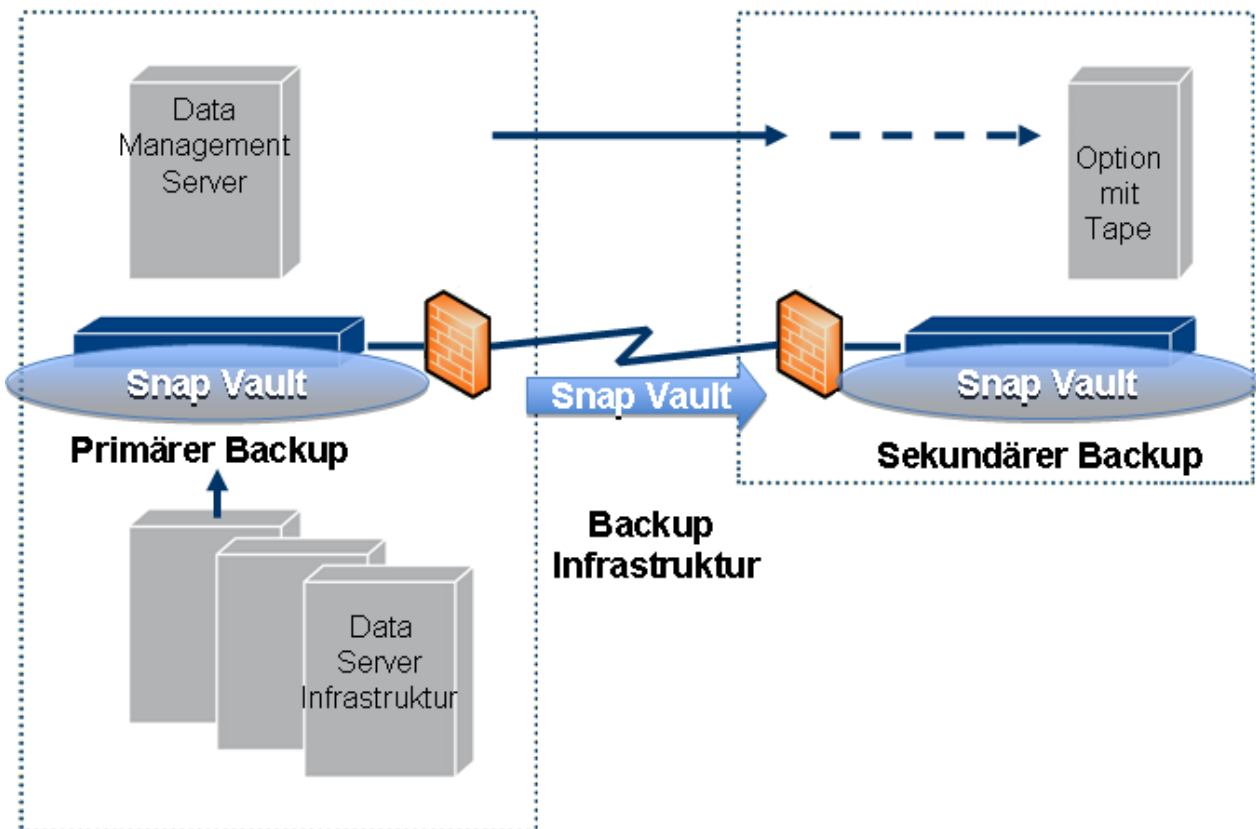 Data
Management
Server
Option
mit
Tape
Snap Vault
Snap Vault
Snap Vault
Primärer Backup
Sekundärer Backup
Backup
Infrastruktur
Data
Server
Infrastruktur